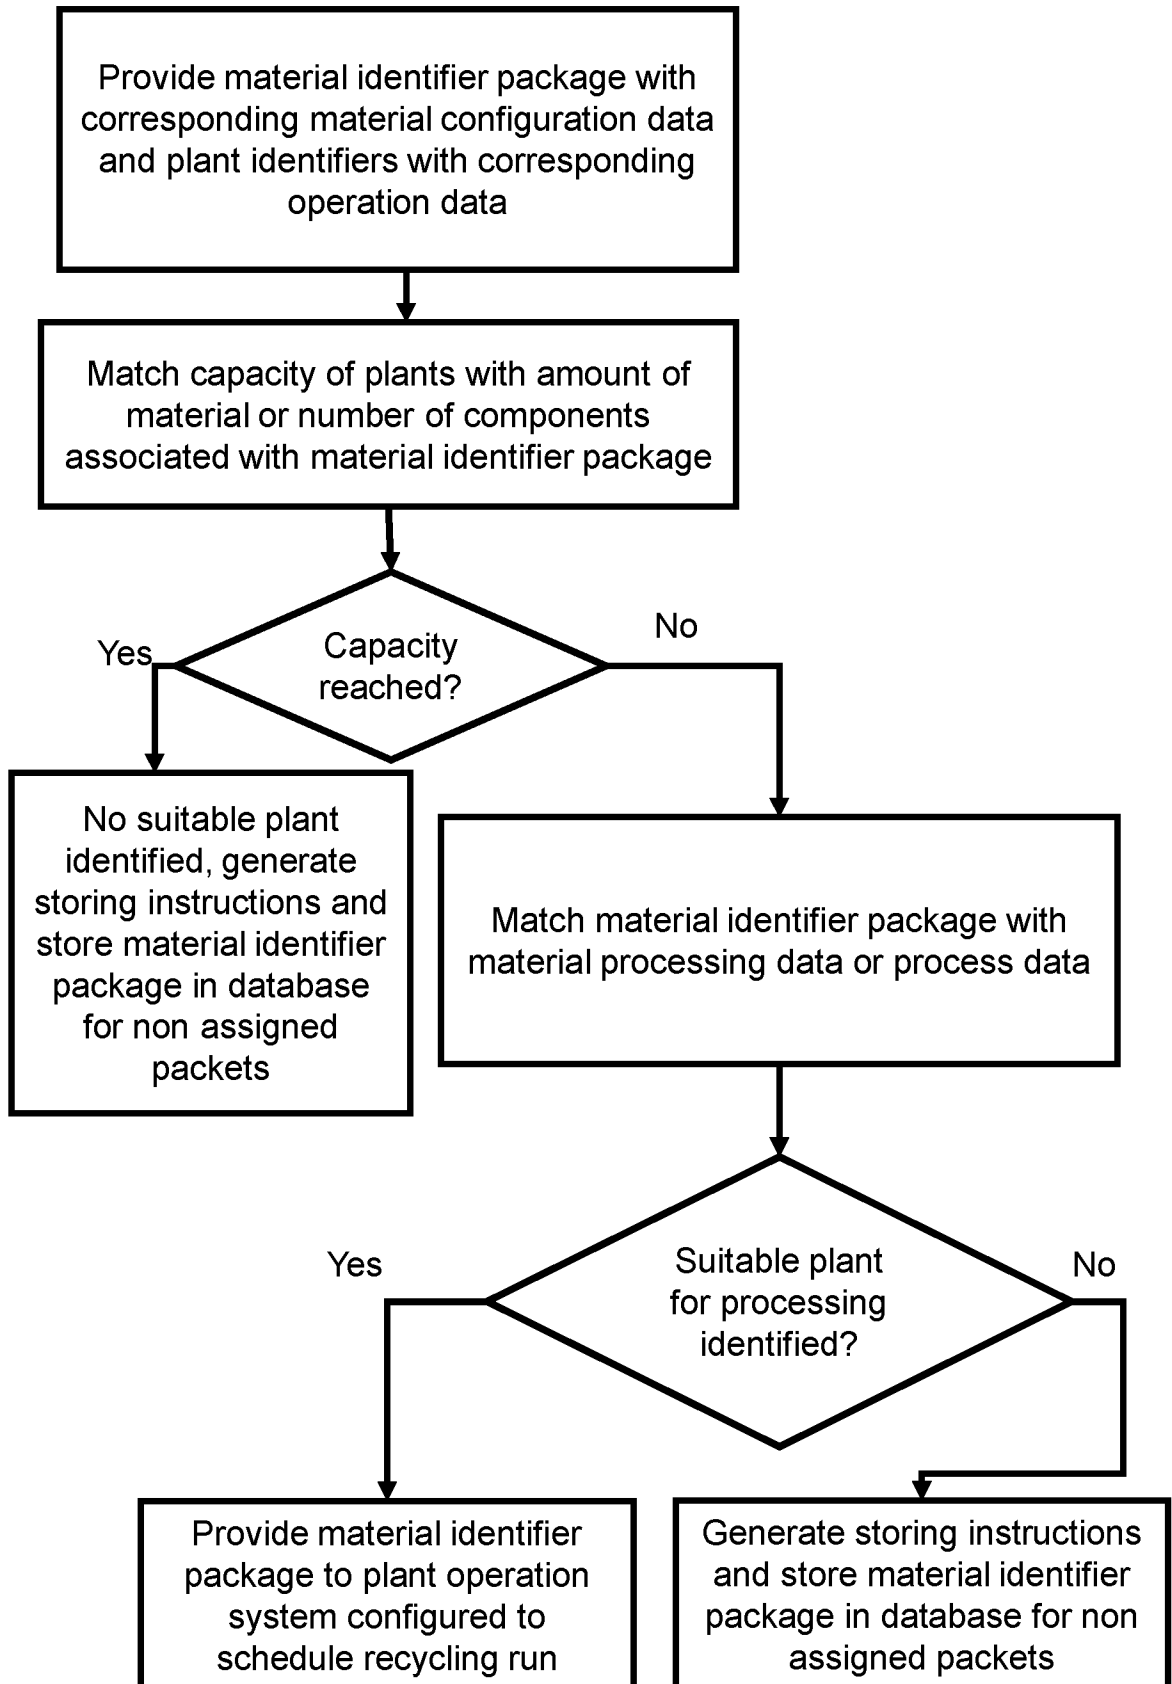 Provide material identifier package with
corresponding material configuration data
and plant identifiers with corresponding
operation data
Match capacity of plants with amount of
material or number of components
associated with material identifier package
Yes
Capacity
reached?
No
No suitable plant
identified, generate
storing instructions and
store material identifier
package in database
for non assigned
packets
Match material identifier package with
material processing data or process data
Yes
Suitable plant
for processing
identified?
No
Provide material identifier
package to plant operation
system configured to
schedule recycling run
Generate storing instructions
and store material identifier
package in database for non
assigned packets